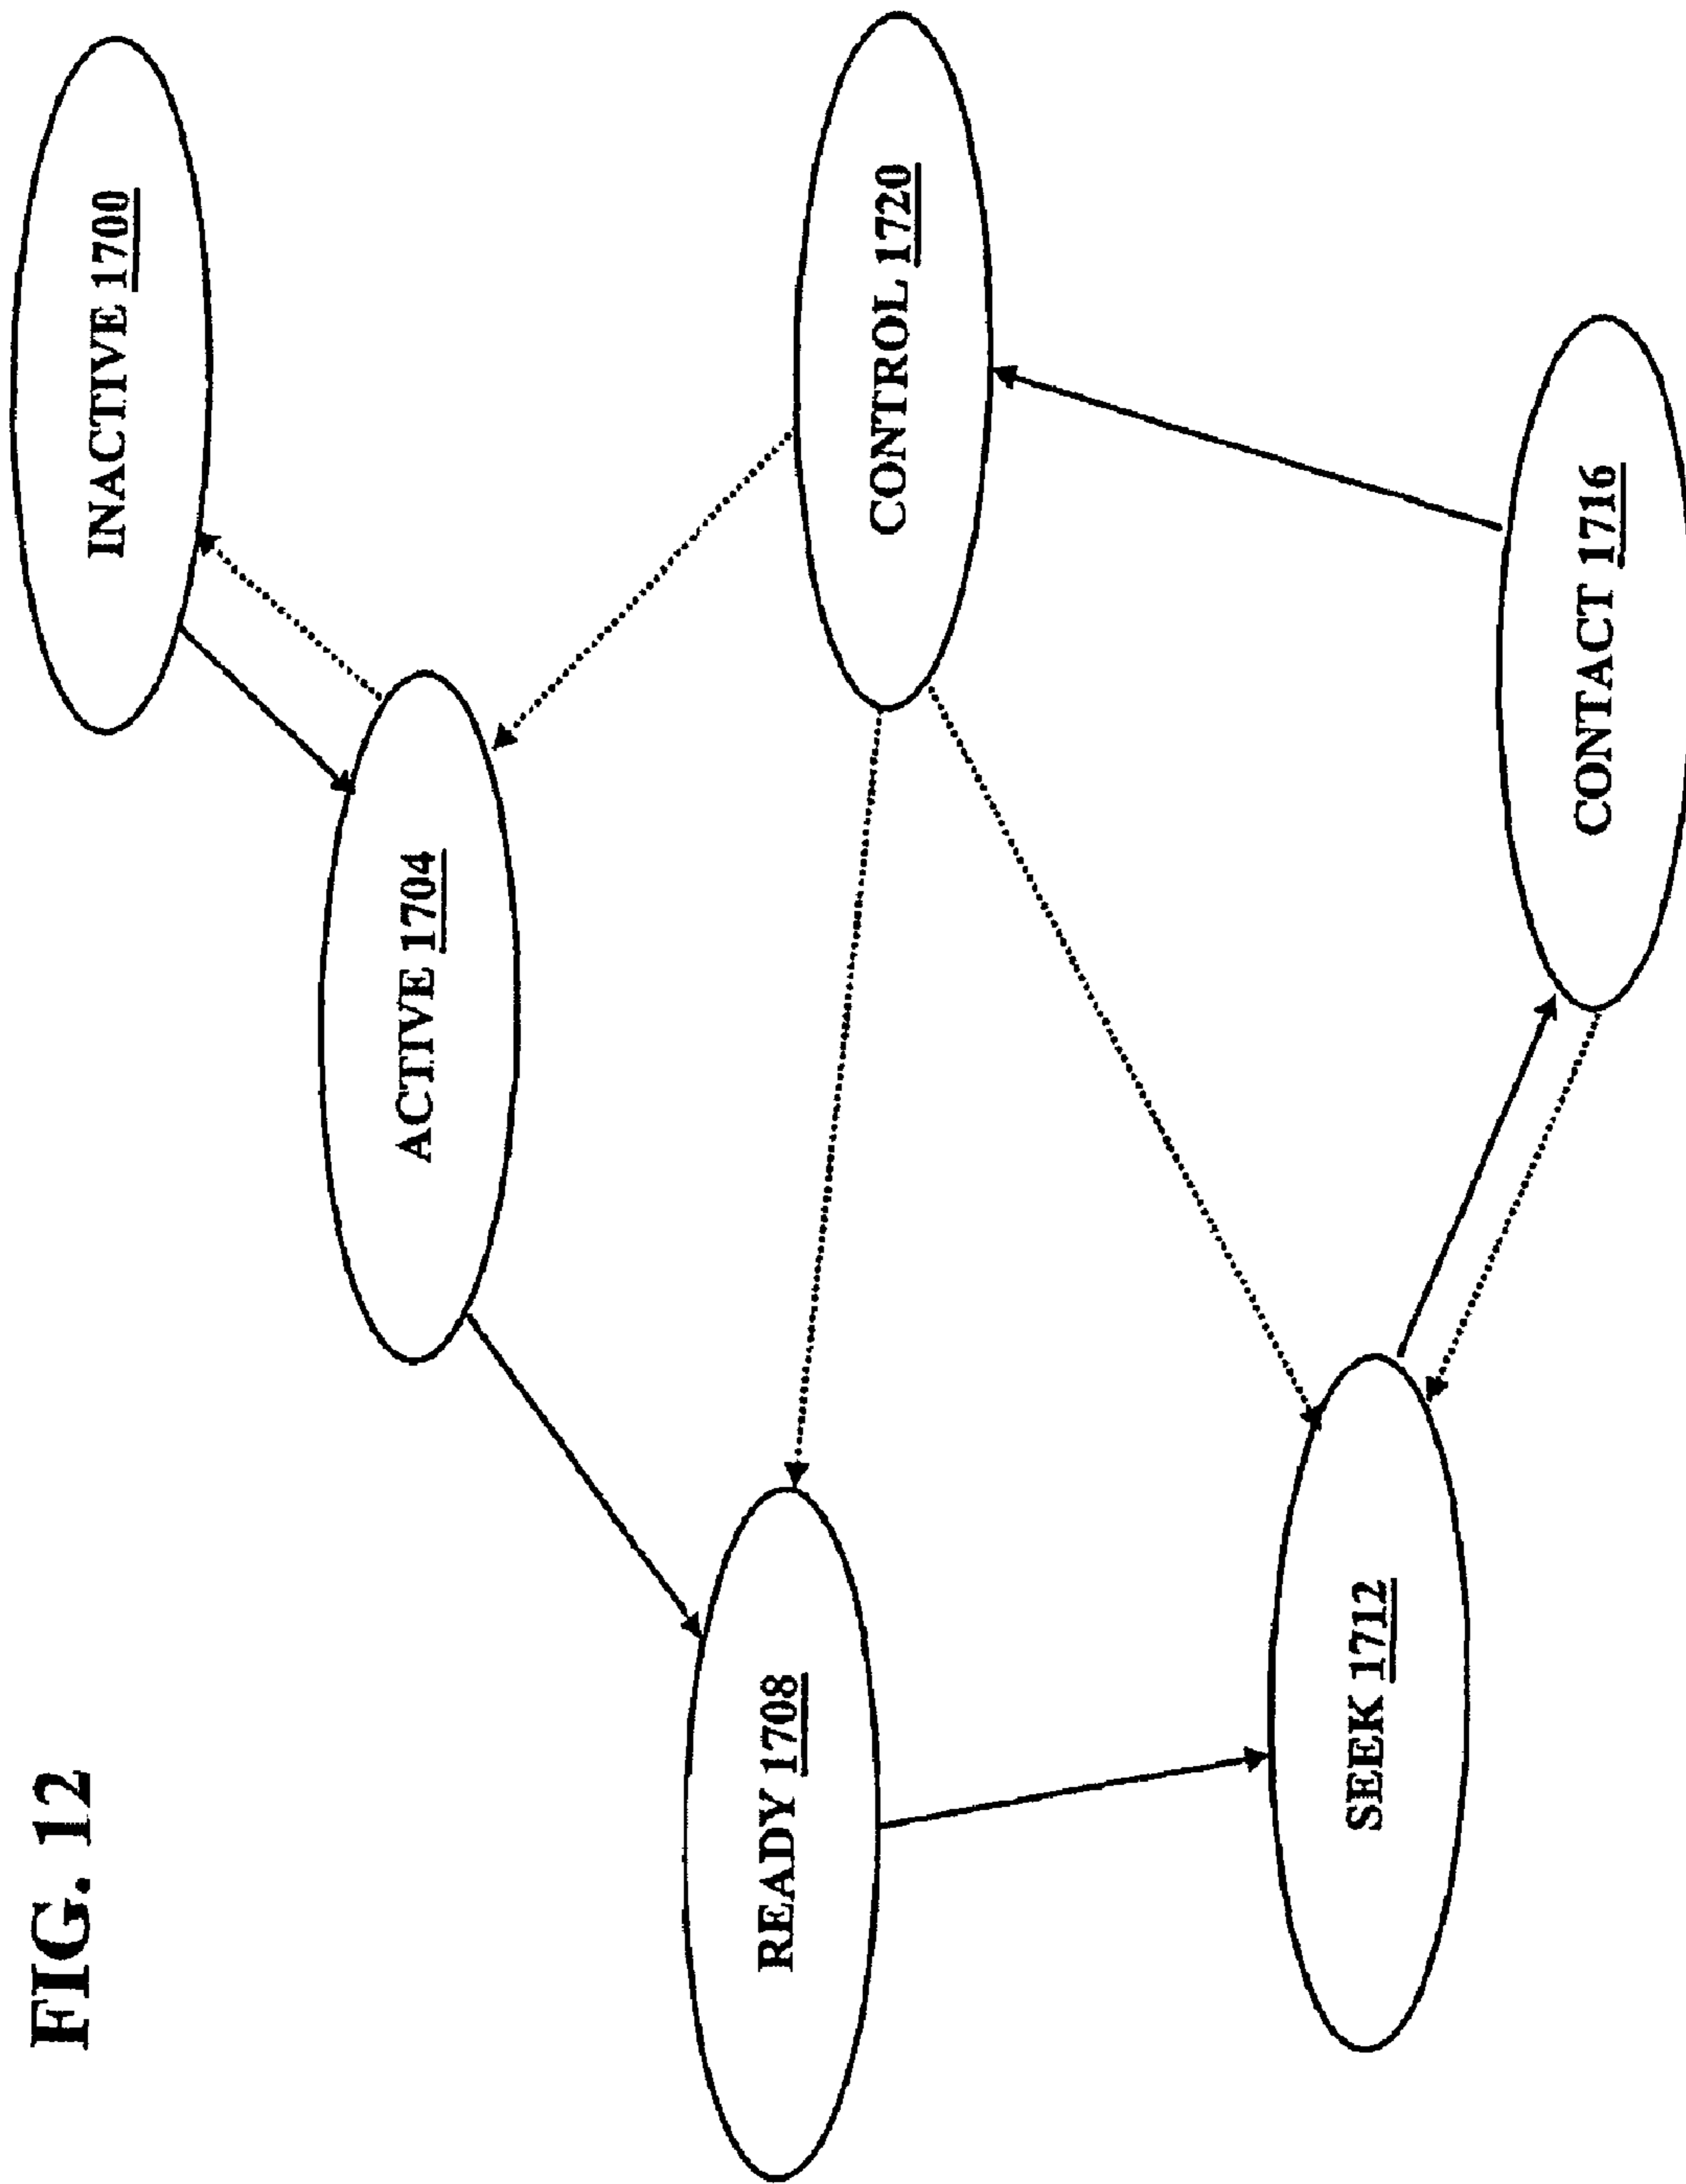 FIG. 12
INACTIVE 1700
ACTIVE 1704
READY 1708
CONTROL 1720
SEEK 1712
CONTACT 1716